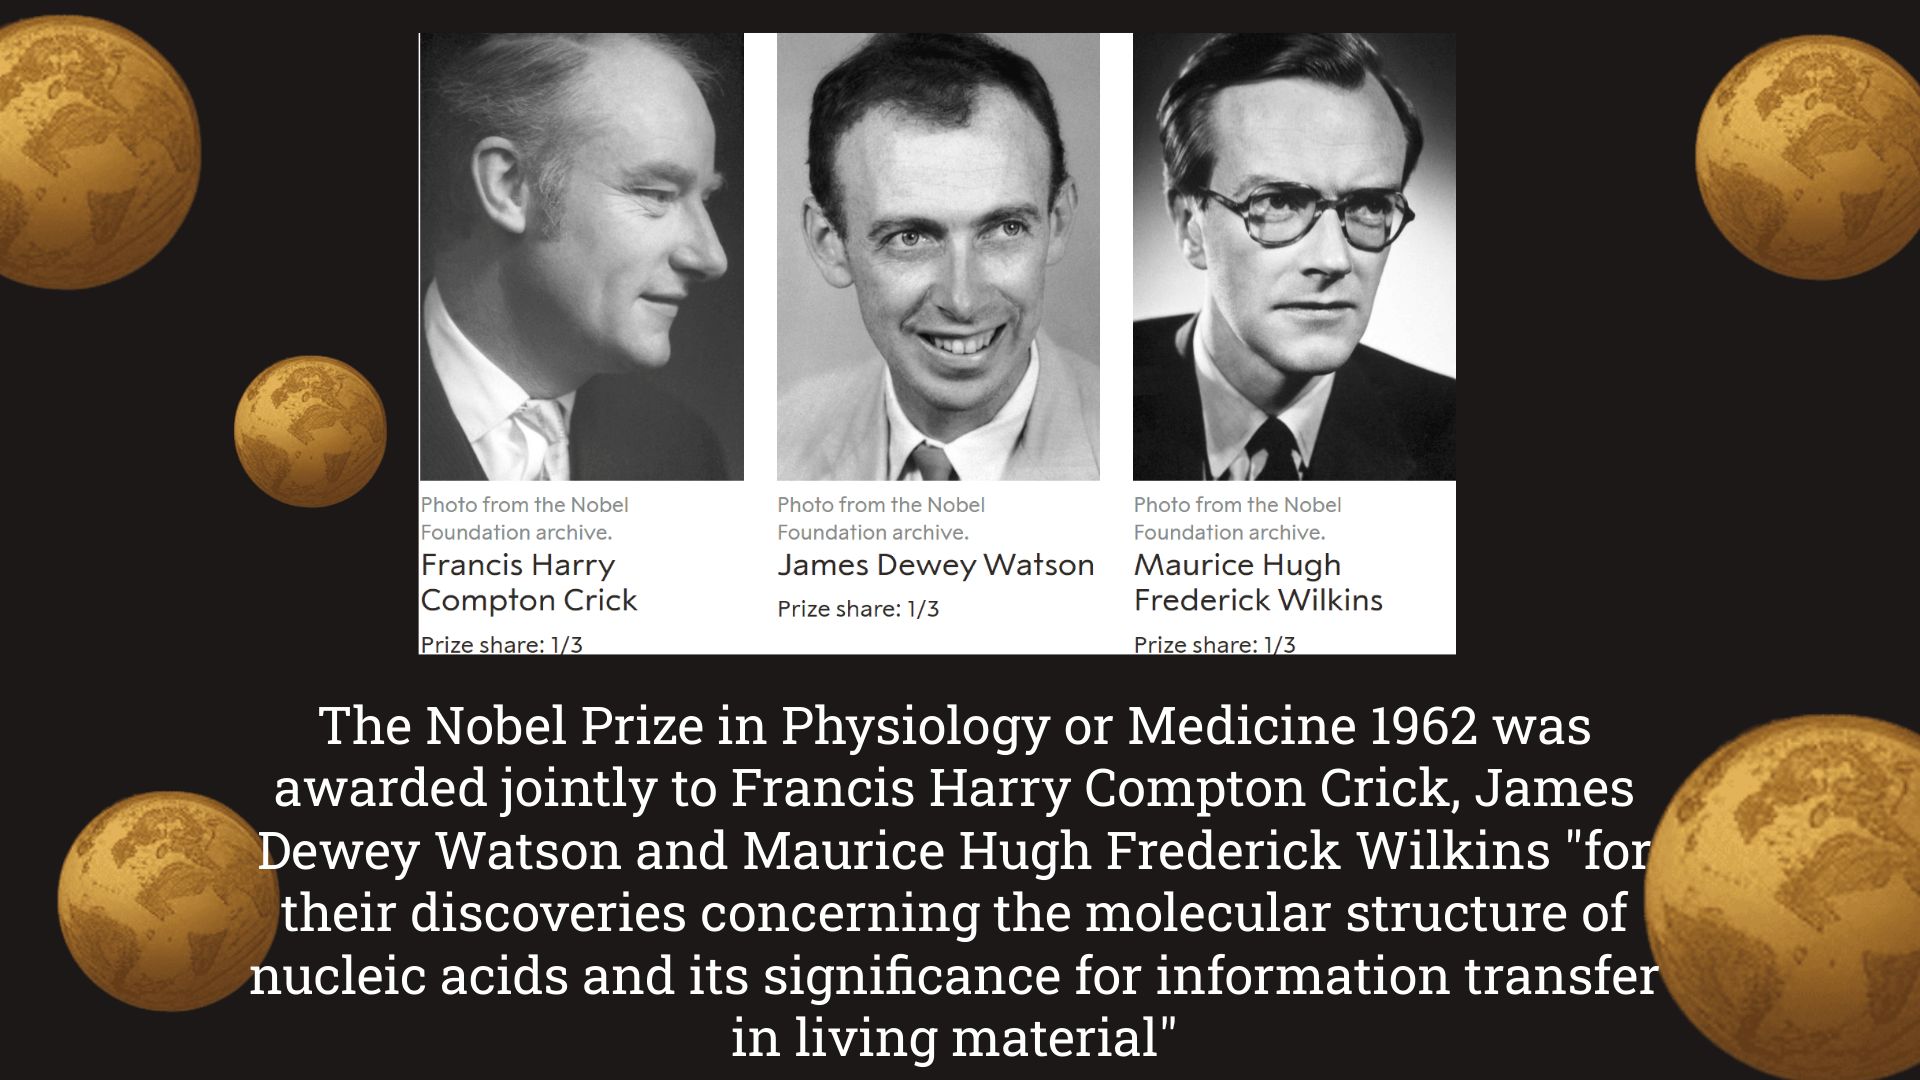 Photo from the Nobel
Foundation archive.
Francis Harry
Compton Crick
Prize share: 1/3
Photo from the Nobel
Foundation archive.
James Dewey Watson
Prize share: 1/3
Photo from the Nobel
Foundation archive.
Maurice Hugh
Frederick Wilkins
Prize share: 1/3
The Nobel Prize in Physiology or Medicine 1962 was
awarded jointly to Francis Harry Compton Crick, James
Dewey Watson and Maurice Hugh Frederick Wilkins "for
their discoveries concerning the molecular structure of
nucleic acids and its significance for information transfer
in living material"